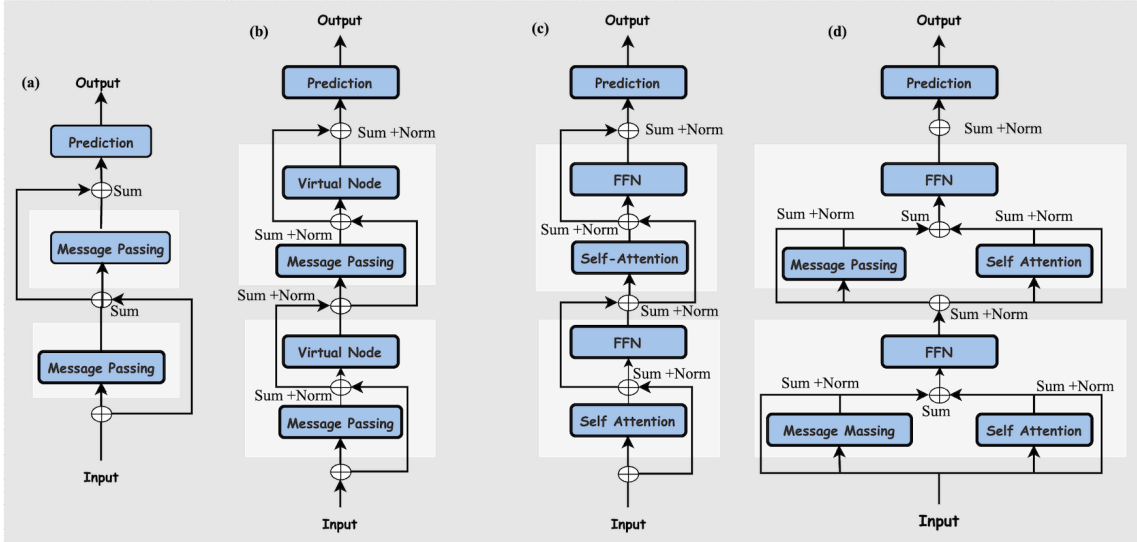 (a)
Output
Prediction
Sum
Message Passing
Sum
Message Passing
Input
(b)
Output
Prediction
Sum +Norm
Virtual Node
Sum +Norm
Message Passing
Sum +Norm
Virtual Node
Sum +Norm
Message Passing
Input
(c)
Output
Prediction
Sum +Norm
FFN
Sum +Norm
Self-Attention
Sum +Norm
FFN
Sum +Norm
Self Attention
Input
(d)
Output
Prediction
Sum +Norm
FFN
Sum +Norm
Sum
Sum +Norm
Message Passing
Self Attention
Sum +Norm
FFN
Sum +Norm
Sum
Sum +Norm
Message Massing
Self Attention
Input